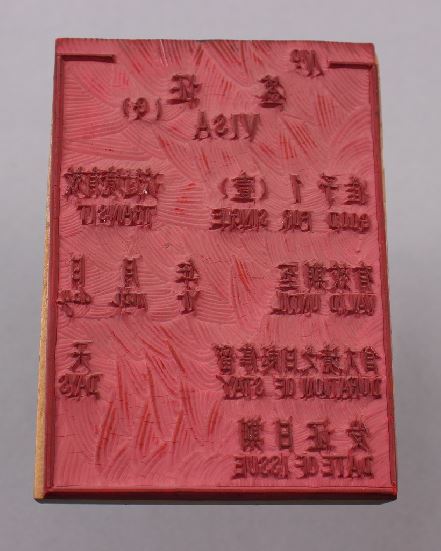 Nº
签 证 (G)
VISA
准予 1 (壹) 次过境有效
GOOD FOR SINGLE TRANSIT
有效期至 年 月 日
VALID UNTIL Yr day
自入境之日起停留 天
DURATION OF STAY DAYS
发证日期
DATE OF ISSUE